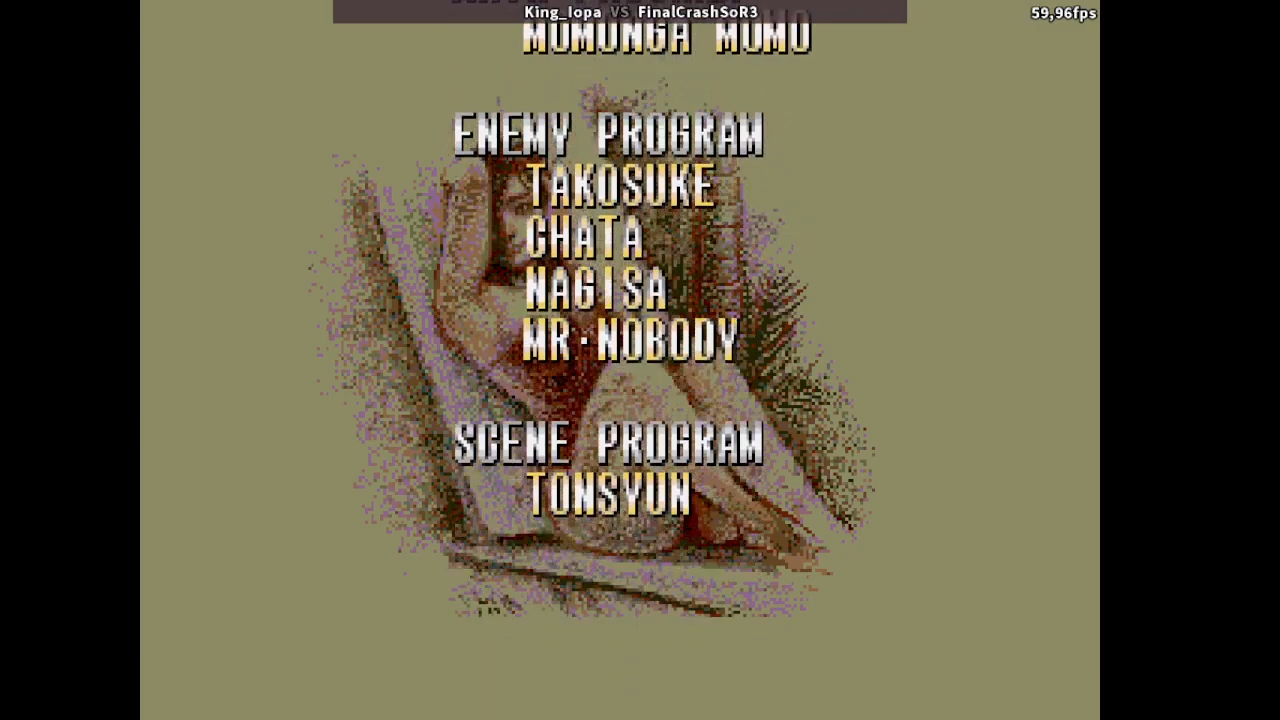 King_lopa VS FinalCrashSoR3
59,96fps
MOMONGA MOMO
ENEMY PROGRAM
TAKOSUKE
CHATA
NAGISA
MR·NOBODY
SCENE PROGRAM
TONSYUN